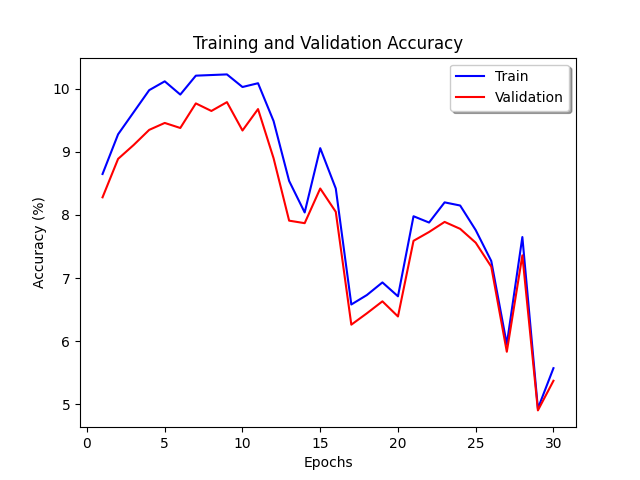 Training and Validation Accuracy
Train
Validation
Accuracy (%)
10
9
8
7
6
5
0 5 10 15 20 25 30
Epochs